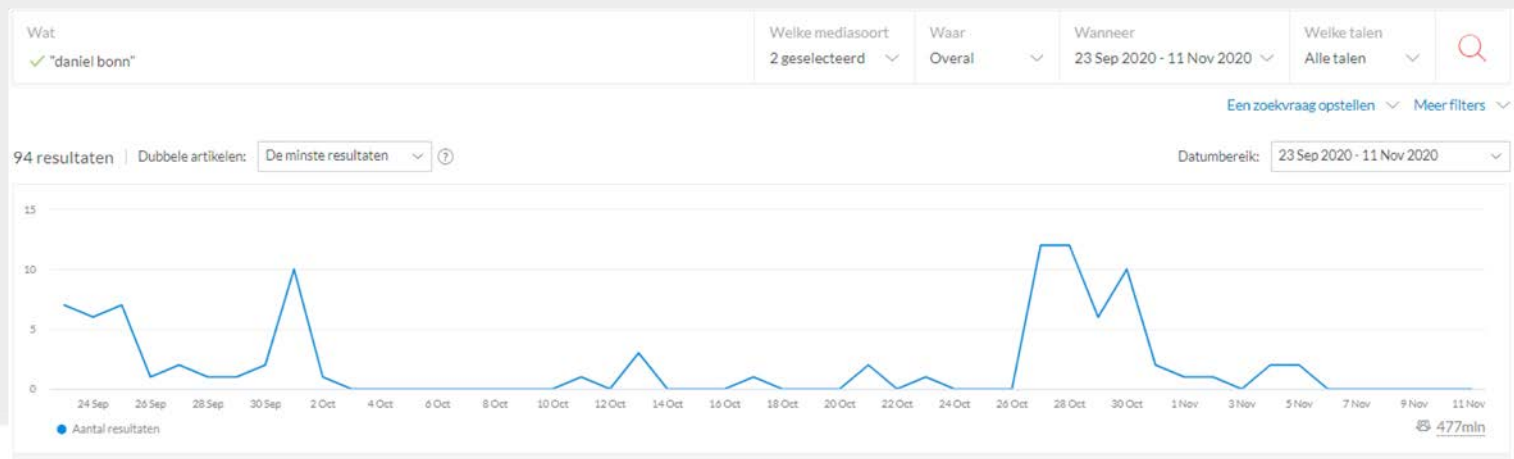 Wat
Welke mediasoort
Waar
Wanneer
Welke talen
"daniel bonn"
2 geselecteerd
Overal
23 Sep 2020 - 11 Nov 2020
Alle talen
Een zoekvraag opstellen
Meer filters
94 resultaten | Dubbele artikelen: De minste resultaten ?
Datumbereik: 23 Sep 2020 - 11 Nov 2020
15
10
5
0
24 Sep 26 Sep 28 Sep 30 Sep 2 Oct 4 Oct 6 Oct 8 Oct 10 Oct 12 Oct 14 Oct 16 Oct 18 Oct 20 Oct 22 Oct 24 Oct 26 Oct 28 Oct 30 Oct 1 Nov 3 Nov 5 Nov 7 Nov 9 Nov 11 Nov
Aantal resultaten
477mln